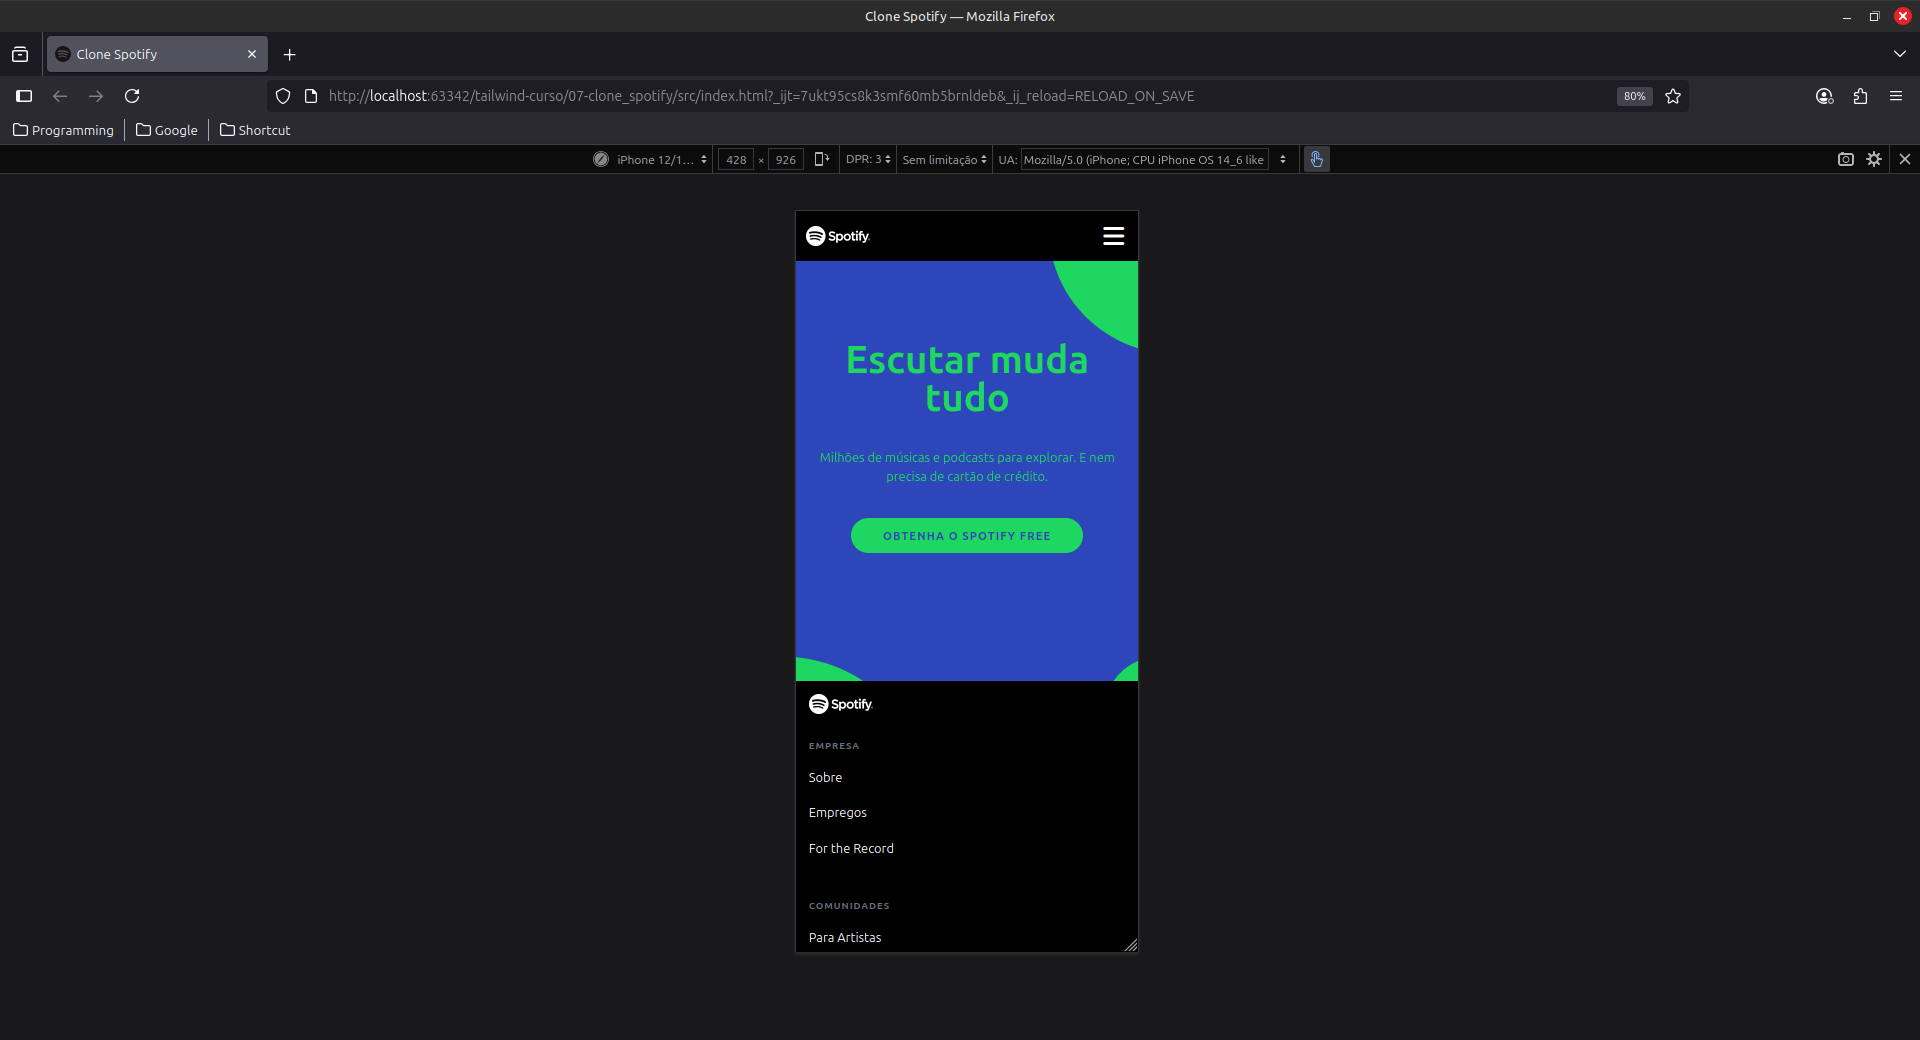 Clone Spotify — Mozilla Firefox
Clone Spotify
http://localhost:63342/tailwind-curso/07-clone_spotify/src/index.html?_ijt=7ukt95cs8k3smf60mb5brnldeb&_ij_reload=RELOAD_ON_SAVE
80%
Programming
Google
Shortcut
iPhone 12/1...
428 × 926
DPR: 3
Sem limitação
UA: Mozilla/5.0 (iPhone; CPU iPhone OS 14_6 like
Spotify
Escutar muda
tudo
Milhões de músicas e podcasts para explorar. E nem
precisa de cartão de crédito.
OBTENHA O SPOTIFY FREE
Spotify
EMPRESA
Sobre
Empregos
For the Record
COMUNIDADES
Para Artistas